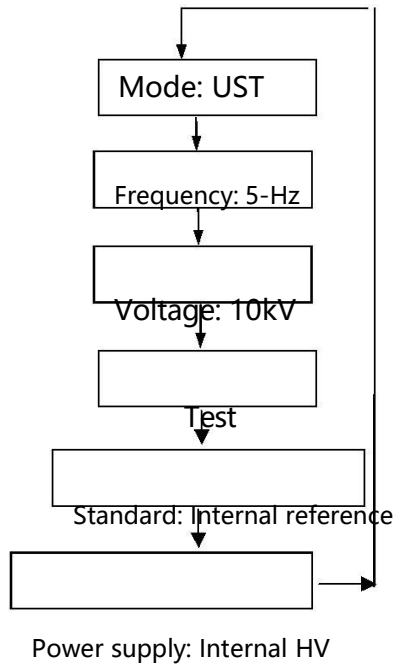 Mode: UST
Frequency: 5-Hz
Voltage: 10kV
Test
Standard: Internal reference
Power supply: Internal HV